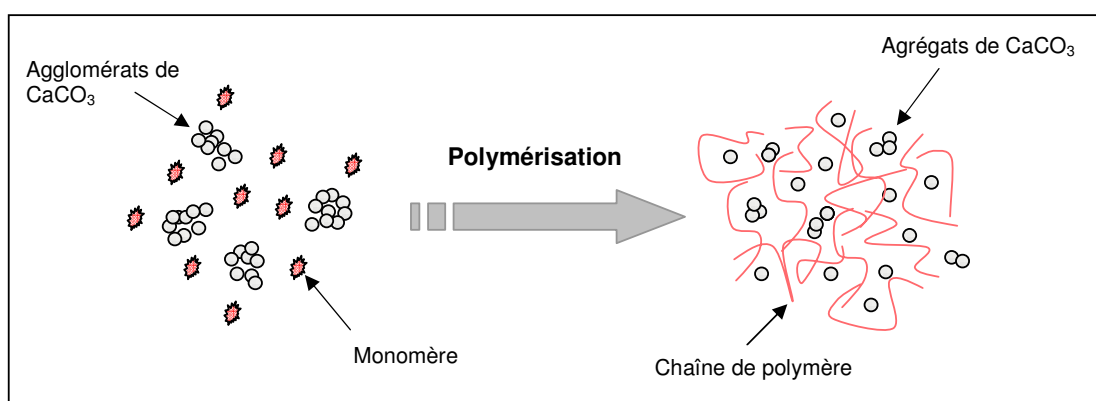 Agglomérats de
CaCO₃
Polymérisation
Agrégats de CaCO₃
Monomère
Chaîne de polymère